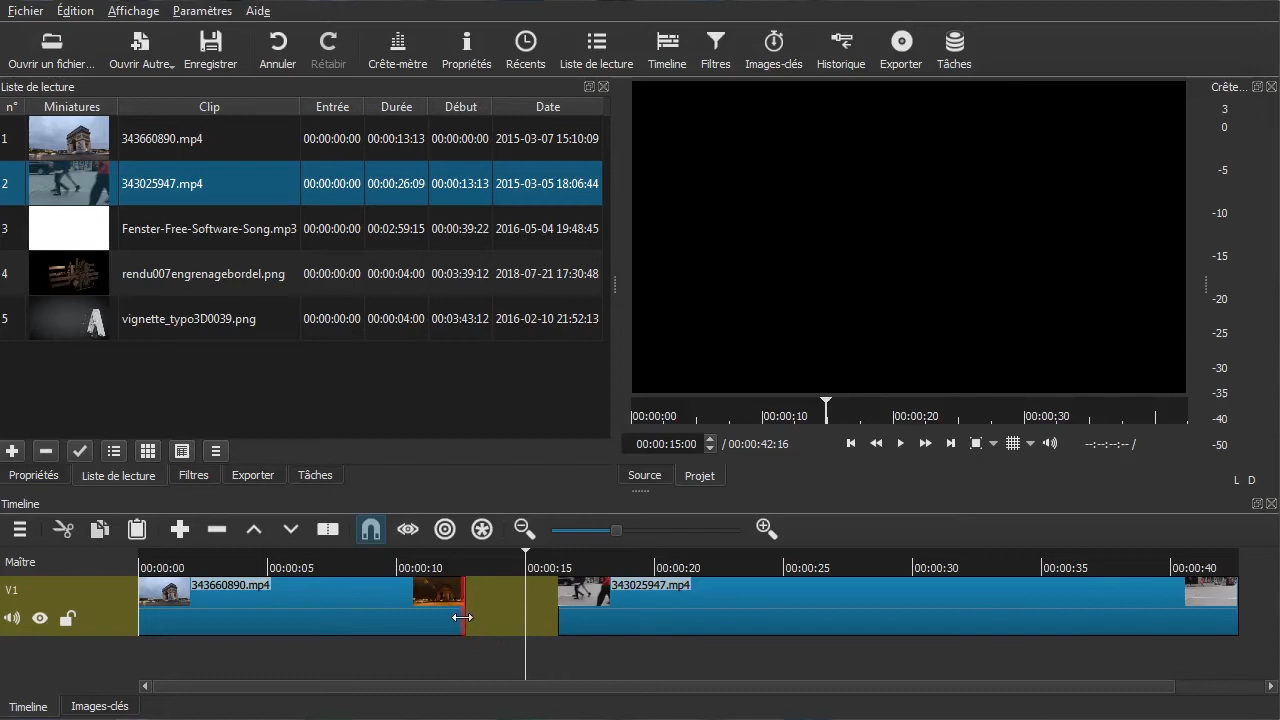 Fichier Édition Affichage Paramètres Aide
Ouvrir un fichier... Ouvrir Autre... Enregistrer Annuler Rétabir Crête-mètre Propriétés Récents Liste de lecture Timeline Filtres Images-clés Historique Exporter Tâches
Liste de lecture
n° Miniatures Clip Entrée Durée Début Date
1 343660890.mp4 00:00:00:00 00:00:13:13 00:00:00:00 2015-03-07 15:10:09
2 343025947.mp4 00:00:00:00 00:00:26:09 00:00:13:13 2015-03-05 18:06:44
3 Fenster-Free-Software-Song.mp3 00:00:00:00 00:02:59:15 00:00:39:22 2016-05-04 19:48:45
4 rendu007engrenagebordel.png 00:00:00:00 00:00:04:00 00:03:39:12 2018-07-21 17:30:48
5 vignette_typo3D0039.png 00:00:00:00 00:00:04:00 00:03:43:12 2016-02-10 21:52:13
Propriétés Liste de lecture Filtres Exporter Tâches
00:00:00 00:00:10 00:00:20 00:00:30
00:00:15:00 / 00:00:42:16 --:--:--:-- /
Source Projet
Crête...
3
0
-5
-10
-15
-20
-25
-30
-35
-40
-45
-50
L D
Timeline
Maître
00:00:00 00:00:05 00:00:10 00:00:15 00:00:20 00:00:25 00:00:30 00:00:35 00:00:40
V1
343660890.mp4 343025947.mp4
Timeline Images-clés